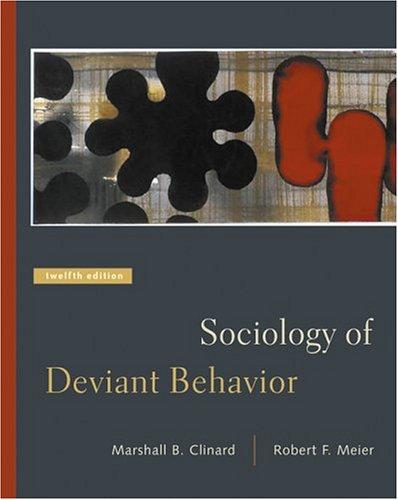 twelfth edition
Sociology of
Deviant Behavior
Marshall B. Clinard
Robert F. Meier